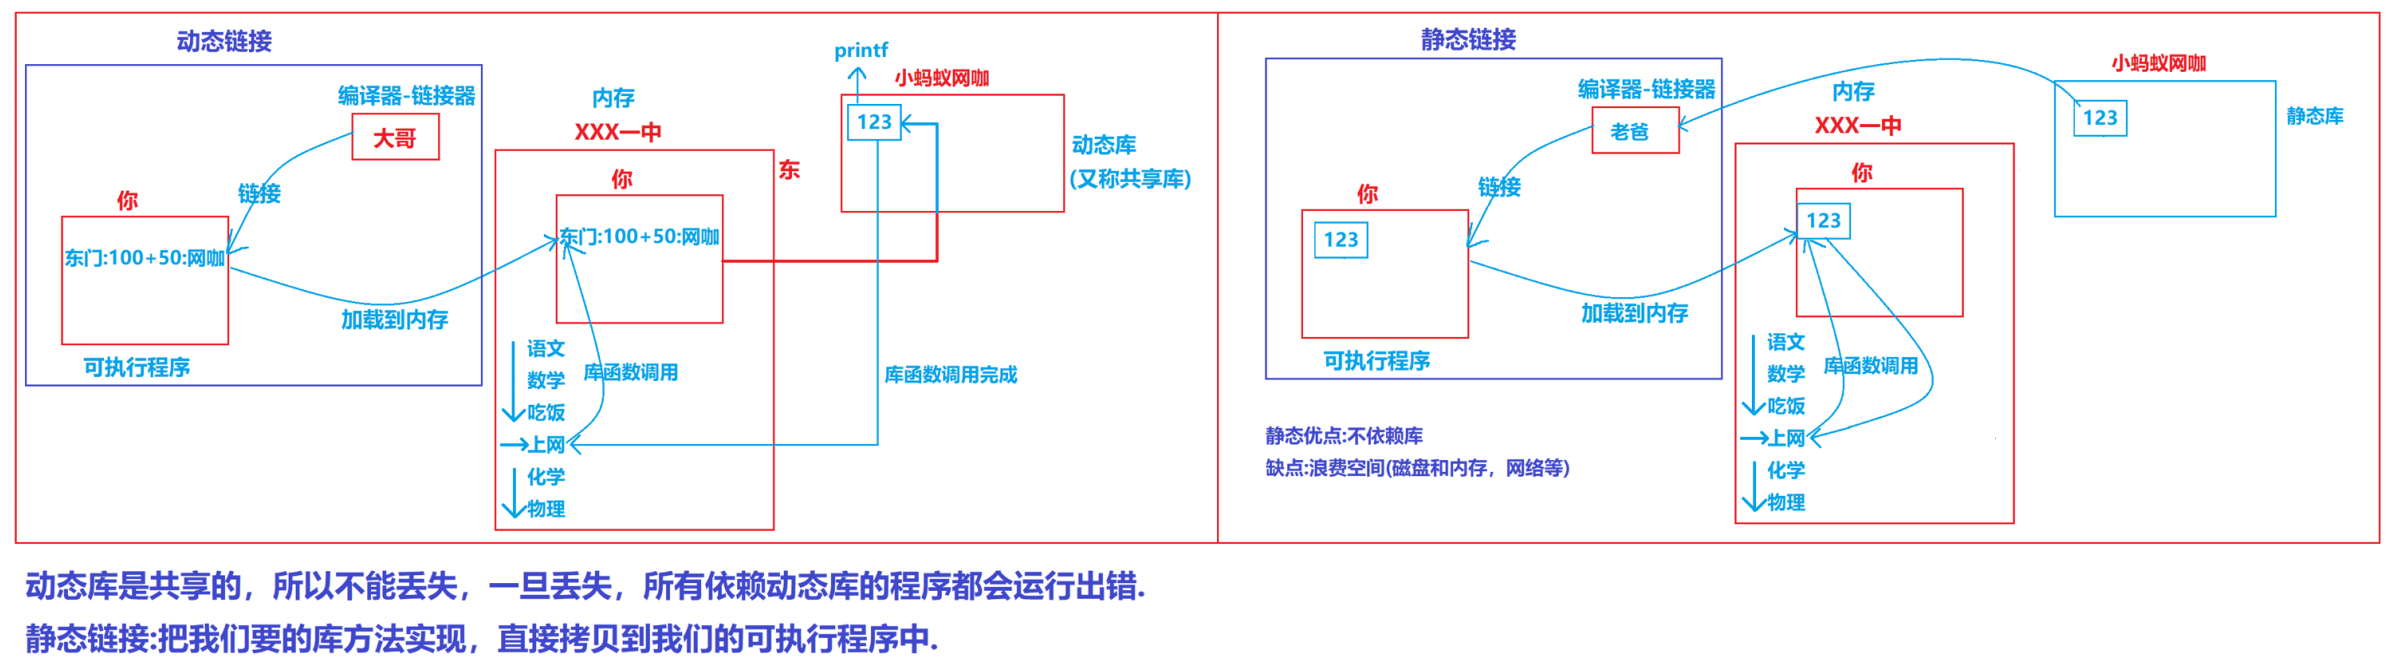 动态链接
printf
小蚂蚁网咖
编译器-链接器
大哥
内存
XXX一中
123
动态库
(又称共享库)
东
你
链接
你
东门:100+50:网咖
东门:100+50:网咖
加载到内存
可执行程序
语文
数学
吃饭
上网
化学
物理
库函数调用
库函数调用完成
静态链接
小蚂蚁网咖
编译器-链接器
老爸
内存
XXX一中
123
静态库
你
链接
你
123
123
加载到内存
可执行程序
语文
数学
吃饭
上网
化学
物理
库函数调用
静态优点:不依赖库
缺点:浪费空间(磁盘和内存，网络等)
动态库是共享的，所以不能丢失，一旦丢失，所有依赖动态库的程序都会运行出错.
静态链接:把我们要的库方法实现，直接拷贝到我们的可执行程序中.